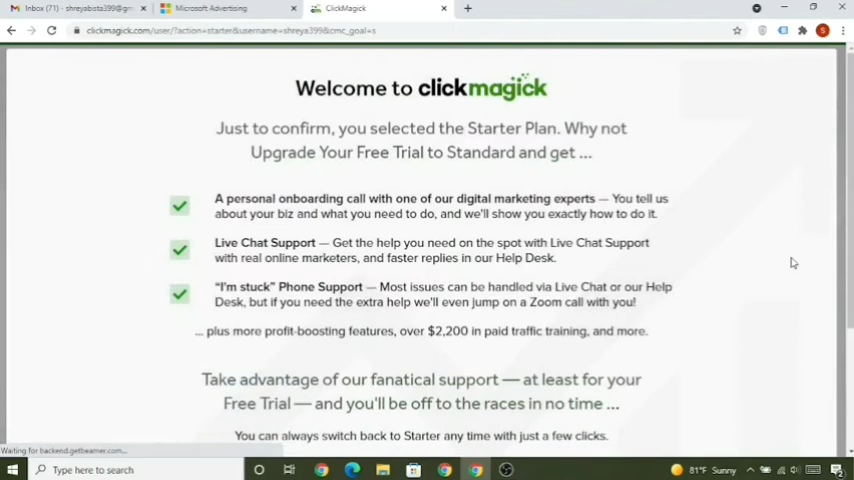 Inbox (71) - shreyabista399@gm
Microsoft Advertising
ClickMagick
clickmagick.com/user/?action=starter&username=shreya399&cmc_goal=s
S
Welcome to clickmagick
Just to confirm, you selected the Starter Plan. Why not
Upgrade Your Free Trial to Standard and get ...
A personal onboarding call with one of our digital marketing experts — You tell us
about your biz and what you need to do, and we'll show you exactly how to do it.
Live Chat Support — Get the help you need on the spot with Live Chat Support
with real online marketers, and faster replies in our Help Desk.
“I'm stuck” Phone Support — Most issues can be handled via Live Chat or our Help
Desk, but if you need the extra help we'll even jump on a Zoom call with you!
... plus more profit-boosting features, over $2,200 in paid traffic training, and more.
Take advantage of our fanatical support — at least for your
Free Trial — and you'll be off to the races in no time ...
You can always switch back to Starter any time with just a few clicks.
Waiting for backend.getbeamer.com...
Type here to search
81°F Sunny
2